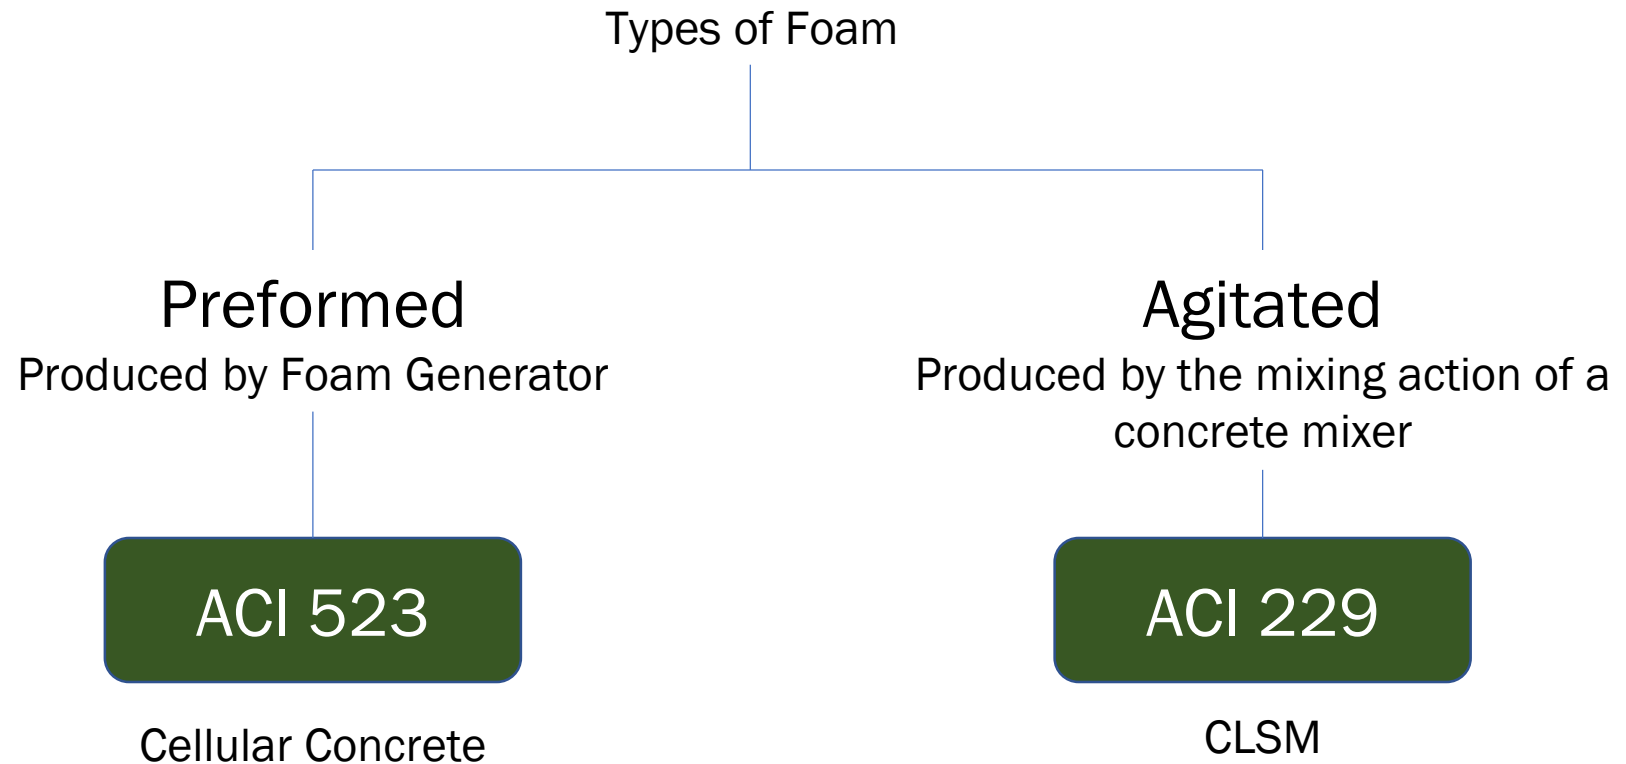 Types of Foam
Preformed
Produced by Foam Generator
Agitated
Produced by the mixing action of a
concrete mixer
ACI 523
ACI 229
Cellular Concrete
CLSM